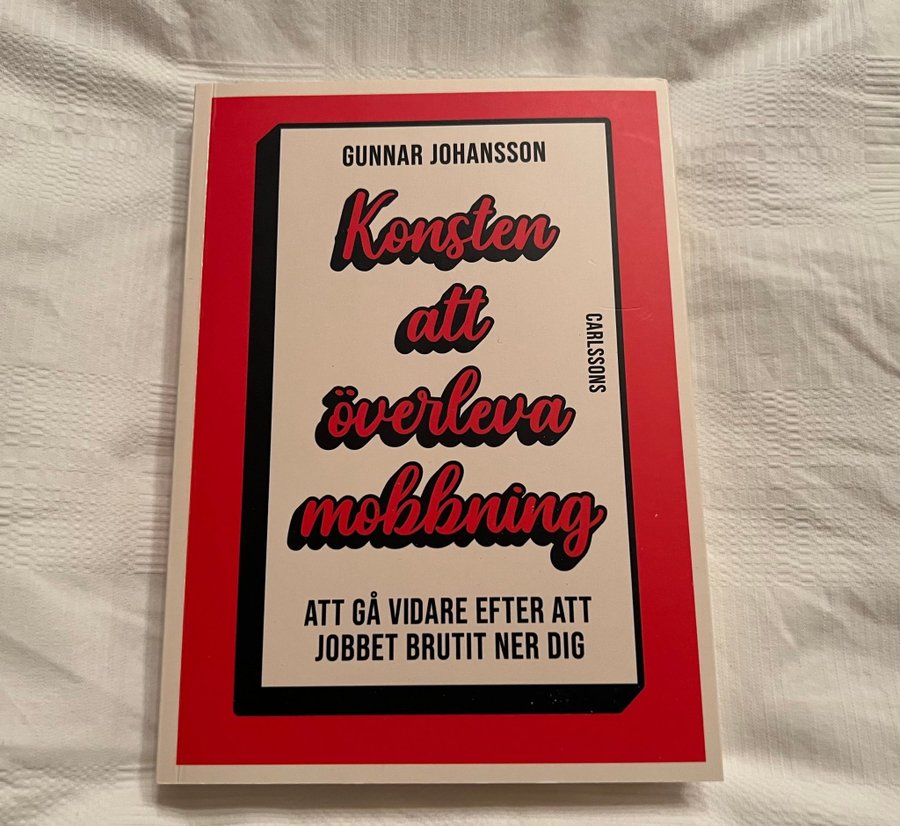 GUNNAR JOHANSSON
Konsten
att
överleva
mobbning
CARLSSONS
ATT GÅ VIDARE EFTER ATT
JOBBET BRUTIT NER DIG